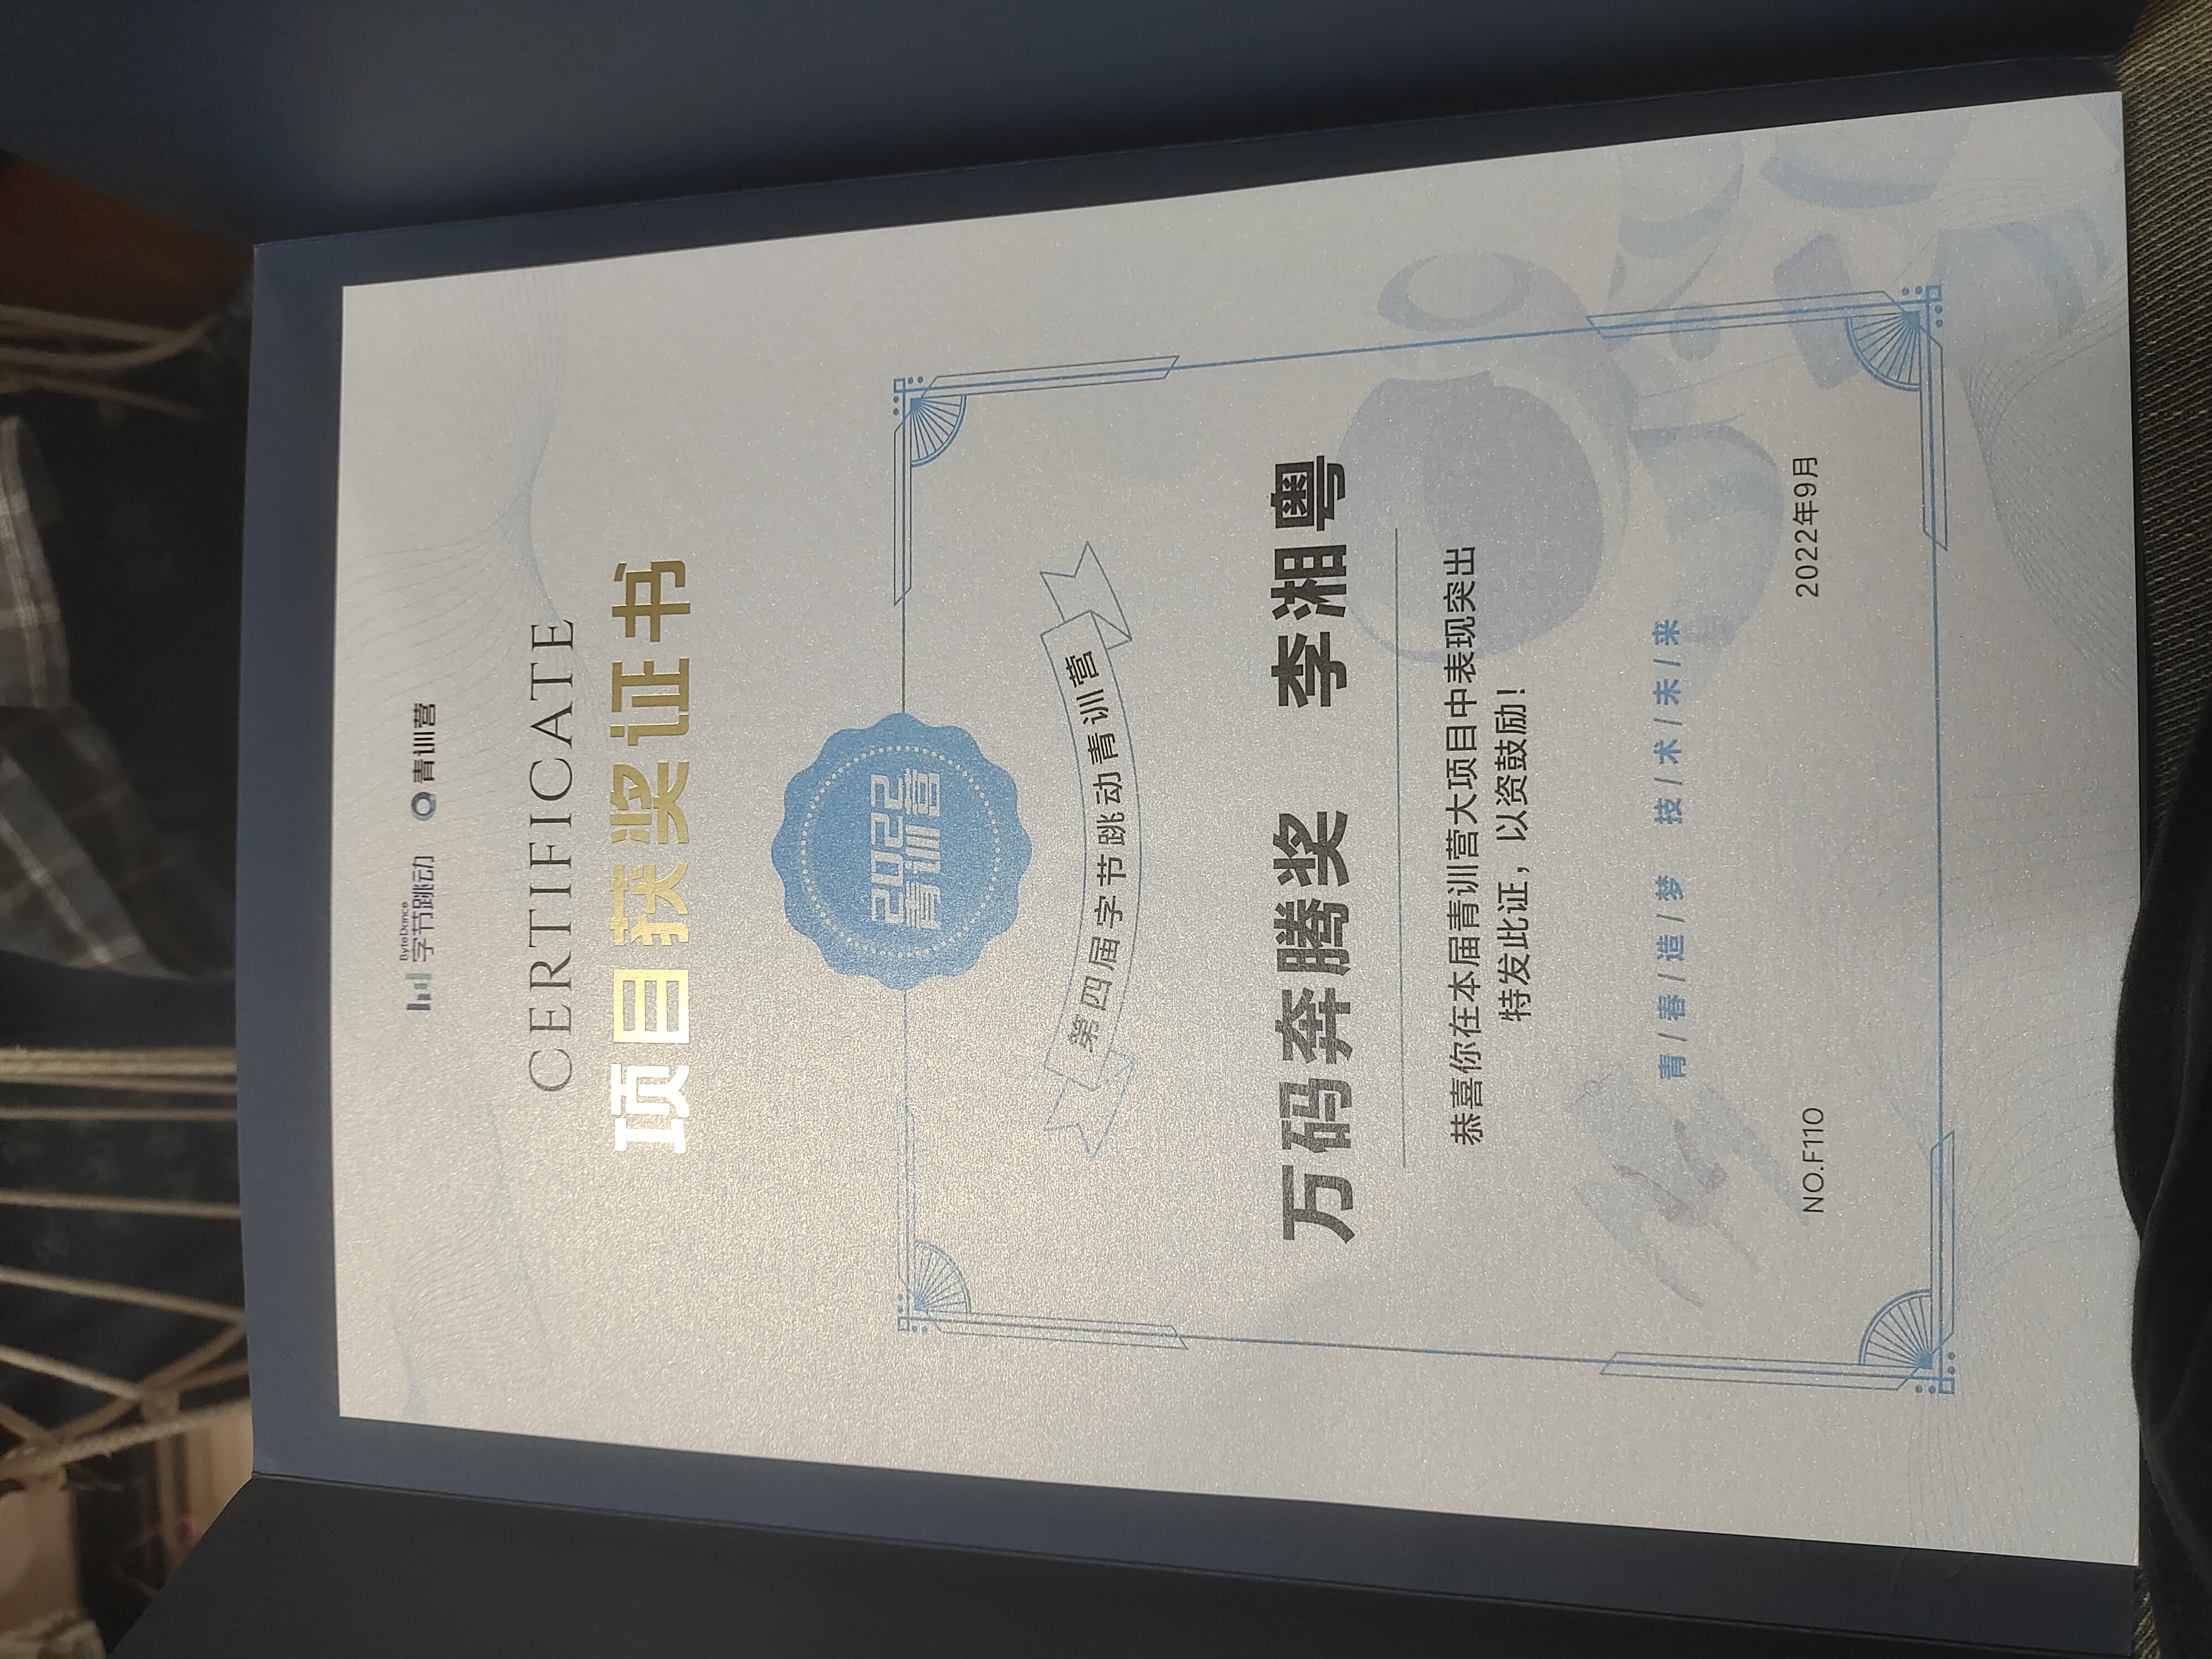 ByteDance
字节跳动 青训营
CERTIFICATE
项目获奖证书
2022
青训营
第四届字节跳动青训营
万码奔腾奖 李湘粤
恭喜你在本届青训营大项目中表现突出
特发此证，以资鼓励！
青/春/造/梦 技/术/未/来
NO.F110 2022年9月